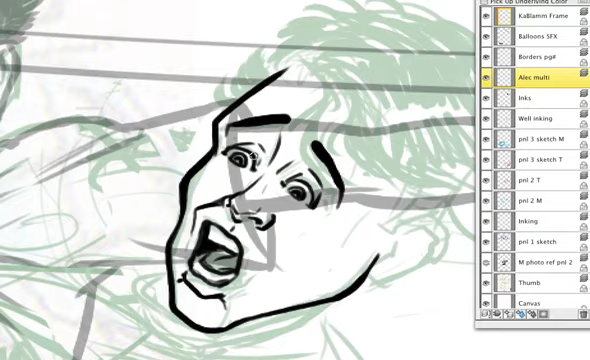 Pick Up Underlying Color
KaBlamm Frame
Balloons SFX
Borders pg#
Alec multi
Inks
Well inking
pnl 3 sketch M
pnl 3 sketch T
pnl 2 T
pnl 2 M
Inking
pnl 1 sketch
M photo ref pnl 2
Thumb
Canvas